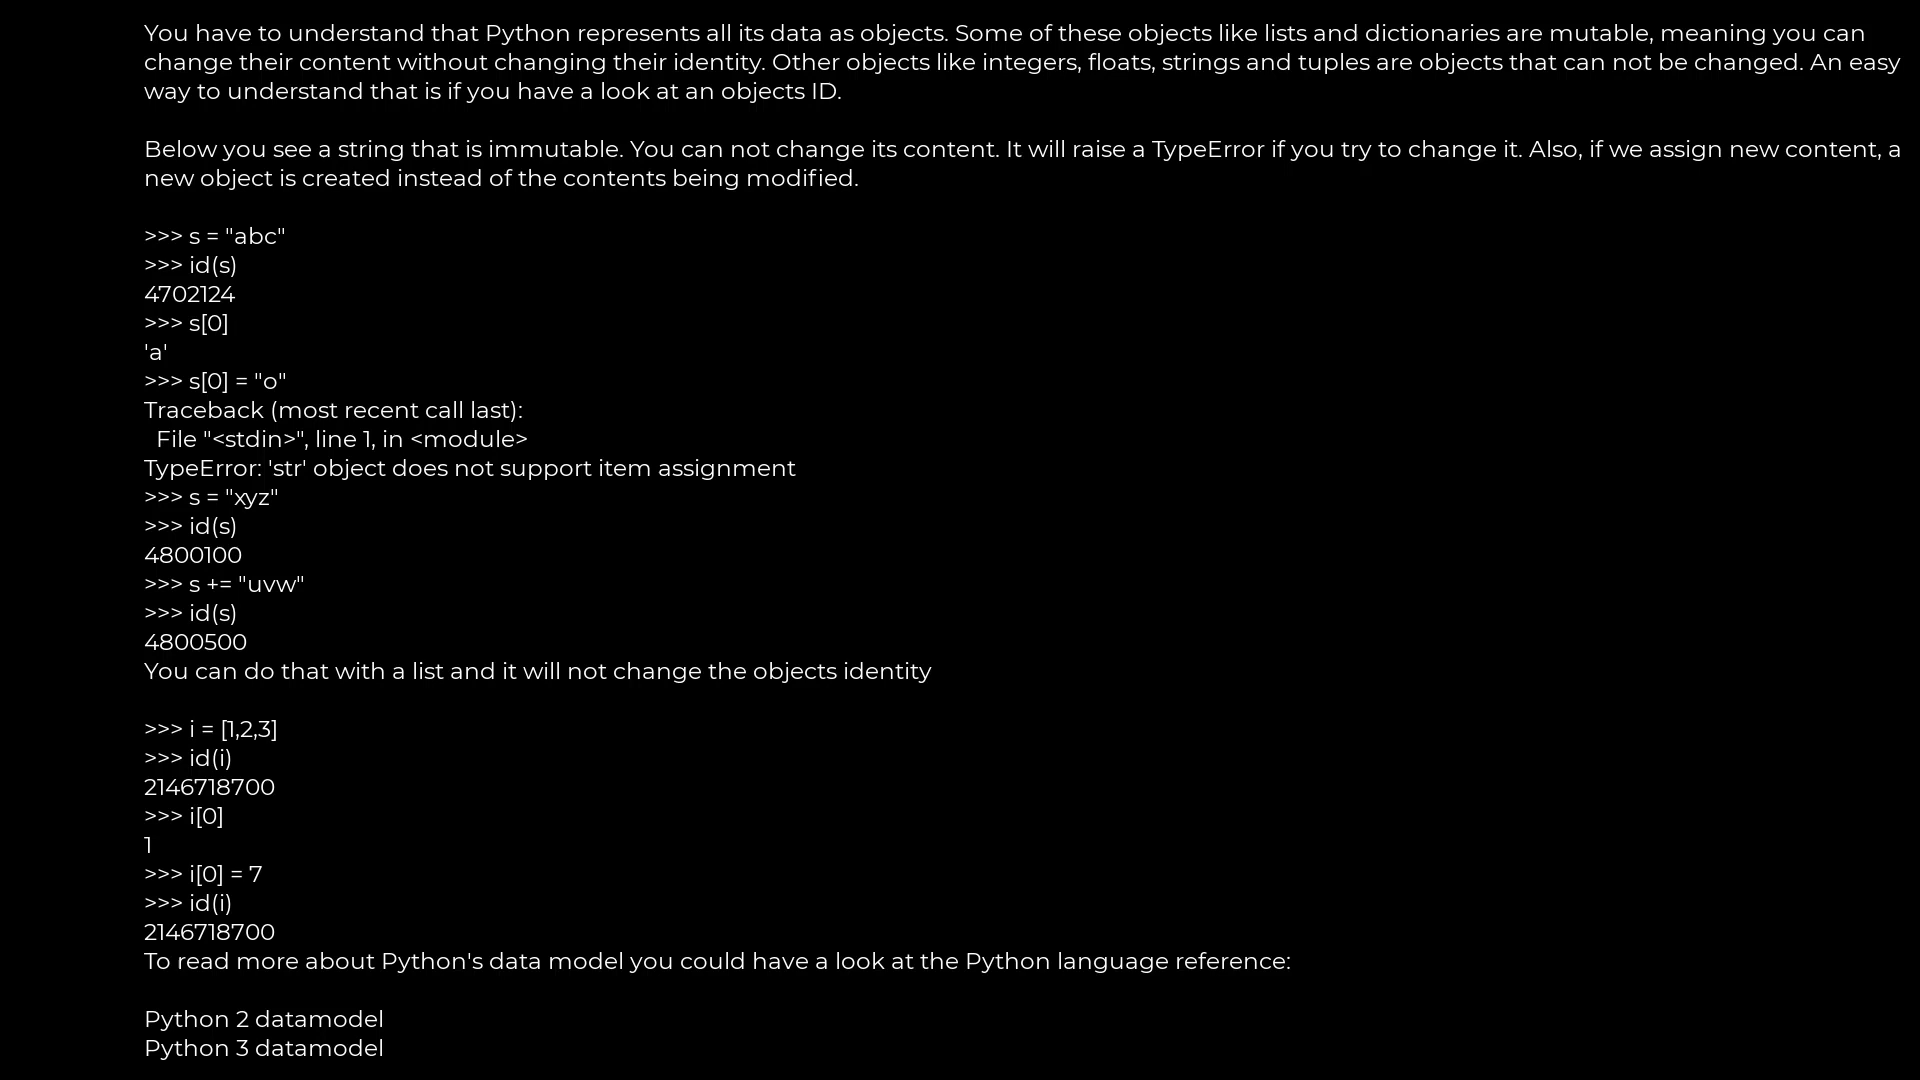 You have to understand that Python represents all its data as objects. Some of these objects like lists and dictionaries are mutable, meaning you can
change their content without changing their identity. Other objects like integers, floats, strings and tuples are objects that can not be changed. An easy
way to understand that is if you have a look at an objects ID.
Below you see a string that is immutable. You can not change its content. It will raise a TypeError if you try to change it. Also, if we assign new content, a
new object is created instead of the contents being modified.
>>> s = "abc"
>>> id(s)
4702124
>>> s[0]
'a'
>>> s[0] = "o"
Traceback (most recent call last):
  File "<stdin>", line 1, in <module>
TypeError: 'str' object does not support item assignment
>>> s = "xyz"
>>> id(s)
4800100
>>> s += "uvw"
>>> id(s)
4800500
You can do that with a list and it will not change the objects identity
>>> i = [1,2,3]
>>> id(i)
2146718700
>>> i[0]
1
>>> i[0] = 7
>>> id(i)
2146718700
To read more about Python's data model you could have a look at the Python language reference:
Python 2 datamodel
Python 3 datamodel